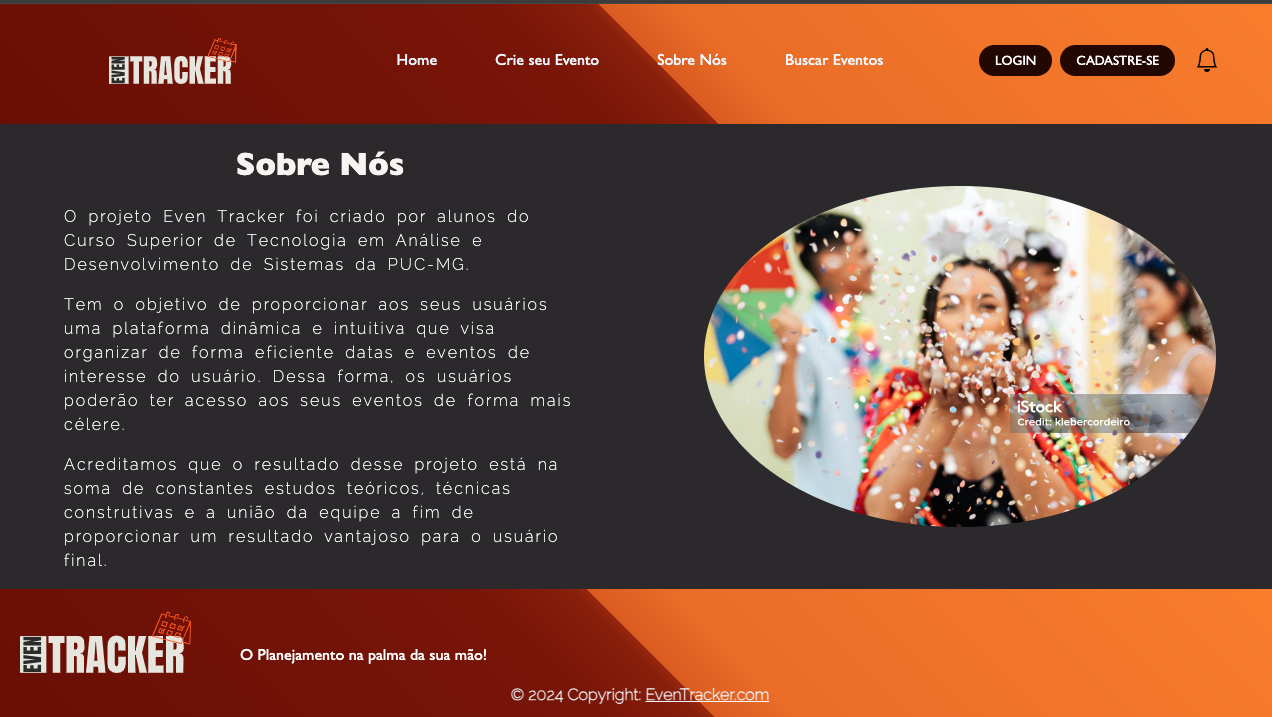 EVEN TRACKER
Home
Crie seu Evento
Sobre Nós
Buscar Eventos
LOGIN
CADASTRE-SE
Sobre Nós
O projeto Even Tracker foi criado por alunos do
Curso Superior de Tecnologia em Análise e
Desenvolvimento de Sistemas da PUC-MG.
Tem o objetivo de proporcionar aos seus usuários
uma plataforma dinâmica e intuitiva que visa
organizar de forma eficiente datas e eventos de
interesse do usuário. Dessa forma, os usuários
poderão ter acesso aos seus eventos de forma mais
célere.
Acreditamos que o resultado desse projeto está na
soma de constantes estudos teóricos, técnicas
construtivas e a união da equipe a fim de
proporcionar um resultado vantajoso para o usuário
final.
iStock
Credit: klebercordeiro
EVEN TRACKER
O Planejamento na palma da sua mão!
© 2024 Copyright: EvenTracker.com